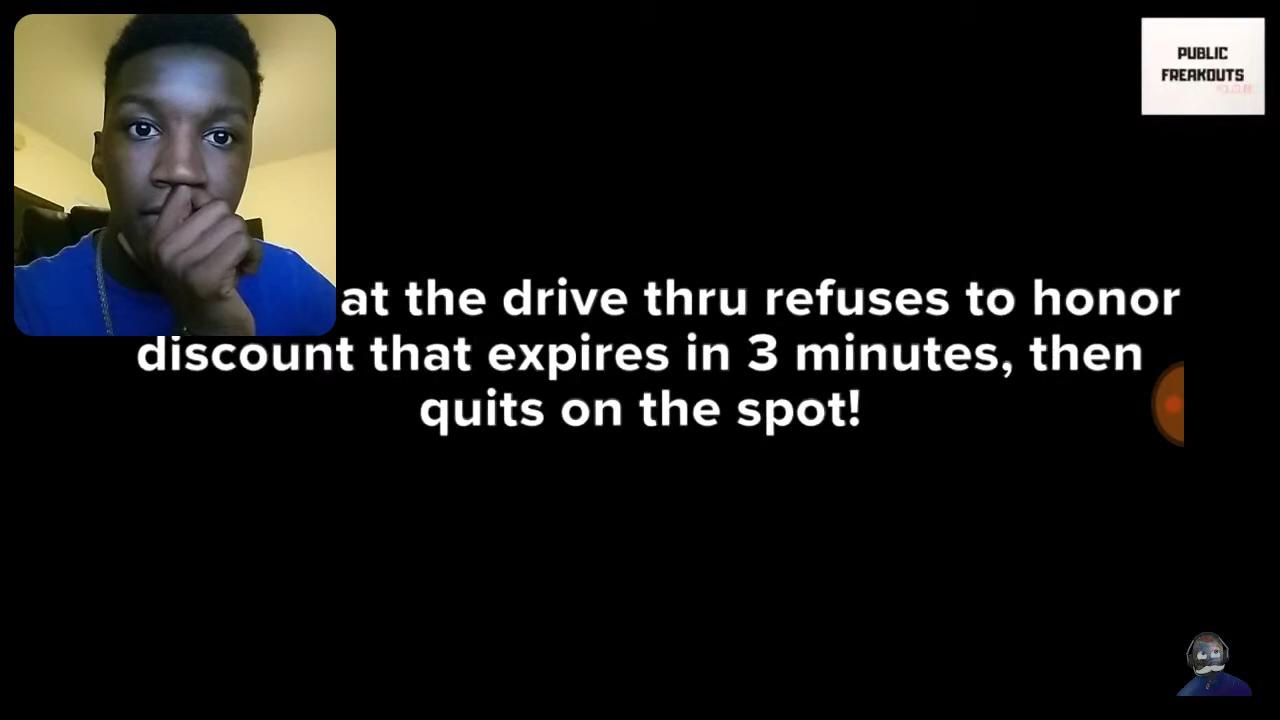 PUBLIC
FREAKOUTS
at the drive thru refuses to honor
discount that expires in 3 minutes, then
quits on the spot!